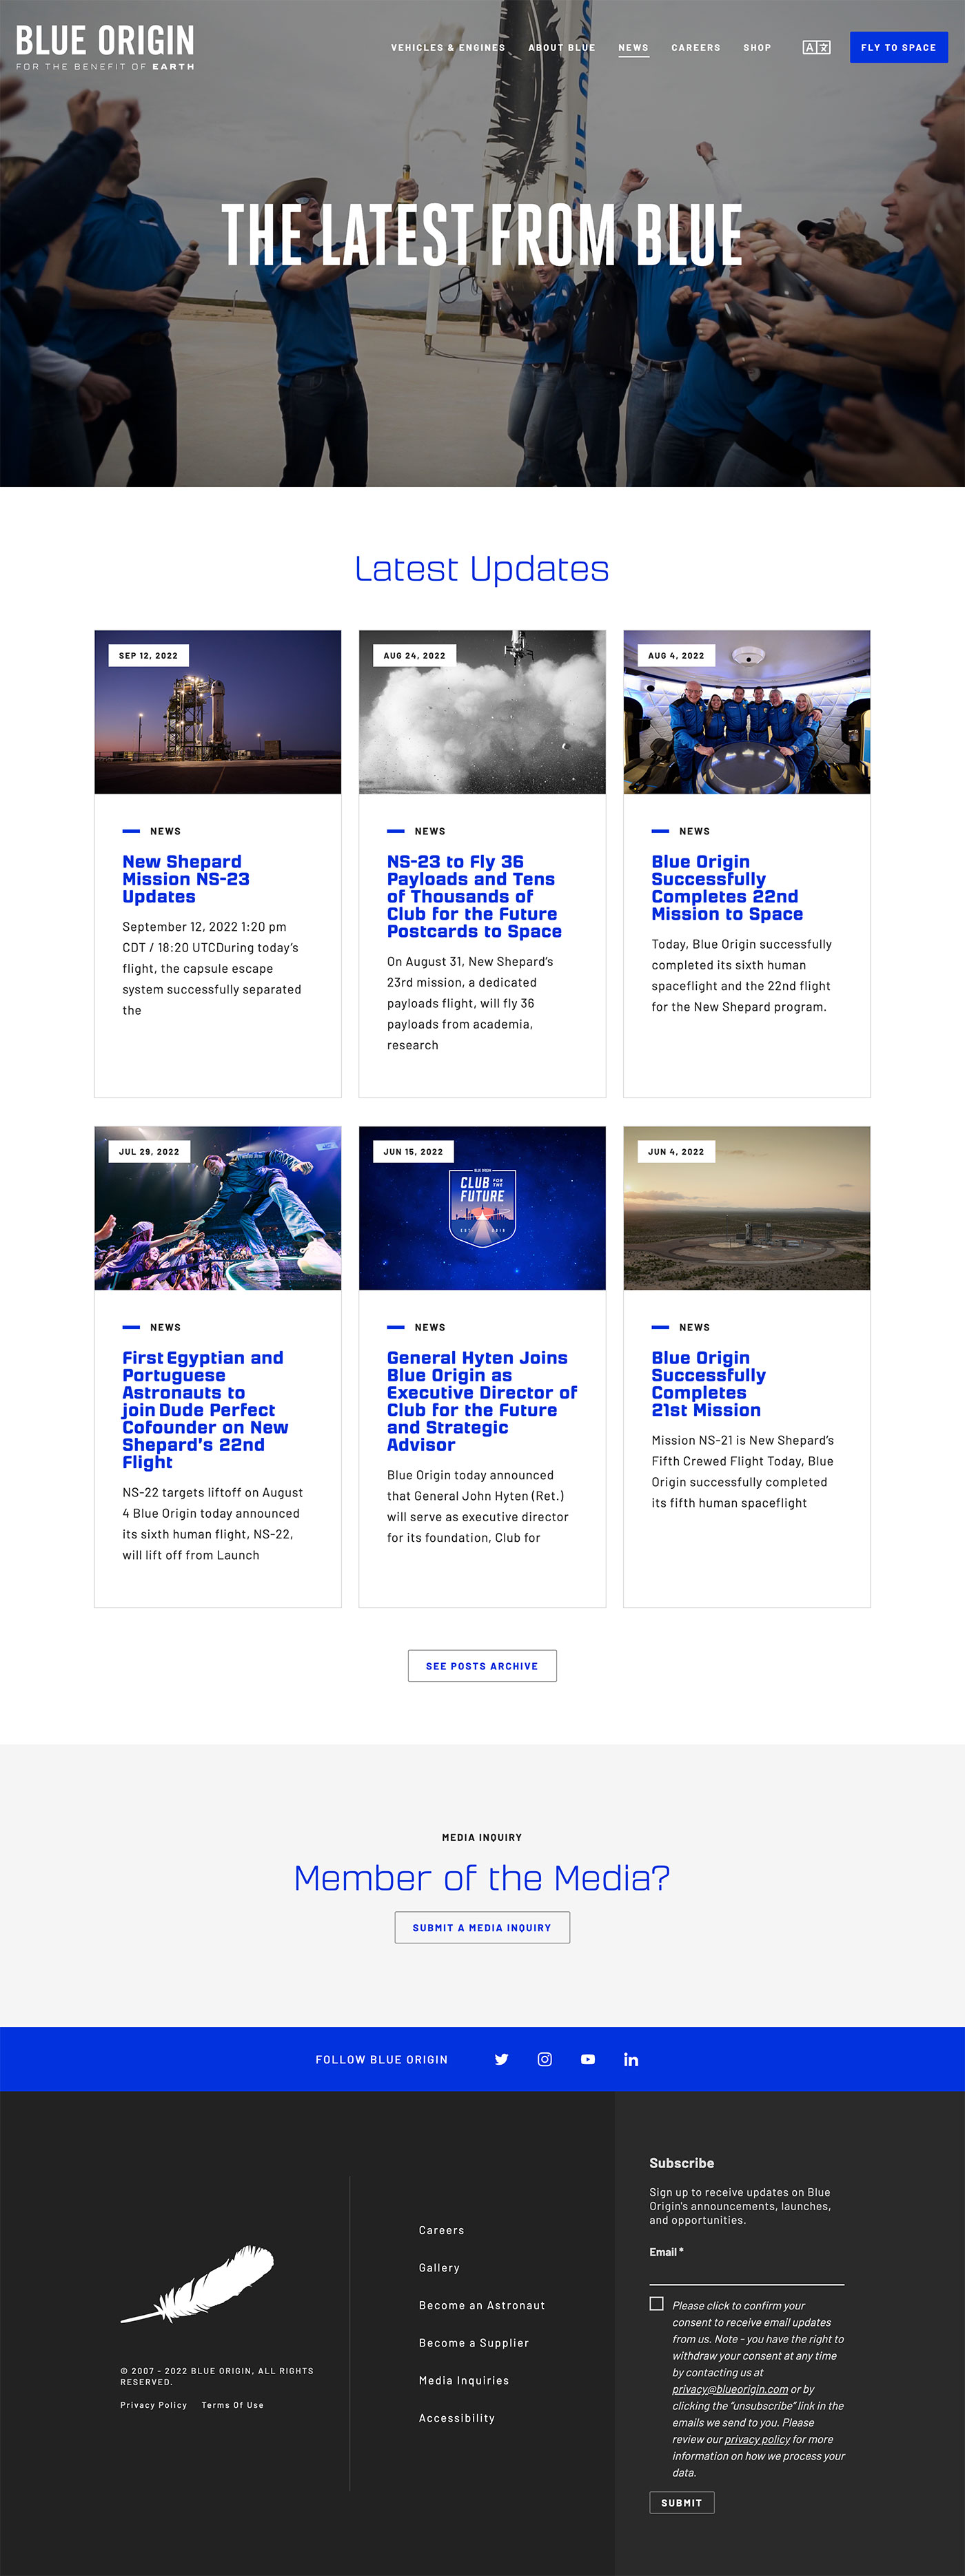 BLUE ORIGIN
FOR THE BENEFIT OF EARTH
VEHICLES & ENGINES
ABOUT BLUE
NEWS
CAREERS
SHOP
A
FLY TO SPACE
THE LATEST FROM BLUE
Latest Updates
SEP 12, 2022
NEWS
New Shepard
Mission NS-23
Updates
September 12, 2022 1:20 pm
CDT / 18:20 UTCDuring today's
flight, the capsule escape
system successfully separated
the
AUG 24, 2022
NEWS
NS-23 to Fly 36
Payloads and Tens
of Thousands of
Club for the Future
Postcards to Space
On August 31, New Shepard's
23rd mission, a dedicated
payloads flight, will fly 36
payloads from academia,
research
AUG 4, 2022
NEWS
Blue Origin
Successfully
Completes 22nd
Mission to Space
Today, Blue Origin successfully
completed its sixth human
spaceflight and the 22nd flight
for the New Shepard program.
JUL 29, 2022
NEWS
First Egyptian and
Portuguese
Astronauts to
join Dude Perfect
Cofounder on New
Shepard's 22nd
Flight
NS-22 targets liftoff on August
4 Blue Origin today announced
its sixth human flight, NS-22,
will lift off from Launch
JUN 15, 2022
BLUE ORIGIN
CLUB FOR THE
FUTURE
NEWS
General Hyten Joins
Blue Origin as
Executive Director of
Club for the Future
and Strategic
Advisor
Blue Origin today announced
that General John Hyten (Ret.)
will serve as executive director
for its foundation, Club for
JUN 4, 2022
NEWS
Blue Origin
Successfully
Completes
21st Mission
Mission NS-21 is New Shepard's
Fifth Crewed Flight Today, Blue
Origin successfully completed
its fifth human spaceflight
SEE POSTS ARCHIVE
MEDIA INQUIRY
Member of the Media?
SUBMIT A MEDIA INQUIRY
FOLLOW BLUE ORIGIN
© 2007 - 2022 BLUE ORIGIN, ALL RIGHTS
RESERVED.
Privacy Policy
Terms Of Use
Careers
Gallery
Become an Astronaut
Become a Supplier
Media Inquiries
Accessibility
Subscribe
Sign up to receive updates on Blue
Origin's announcements, launches,
and opportunities.
Email *
Please click to confirm your
consent to receive email updates
from us. Note - you have the right to
withdraw your consent at any time
by contacting us at
privacy@blueorigin.com or by
clicking the "unsubscribe" link in the
emails we send to you. Please
review our privacy policy for more
information on how we process your
data.
SUBMIT